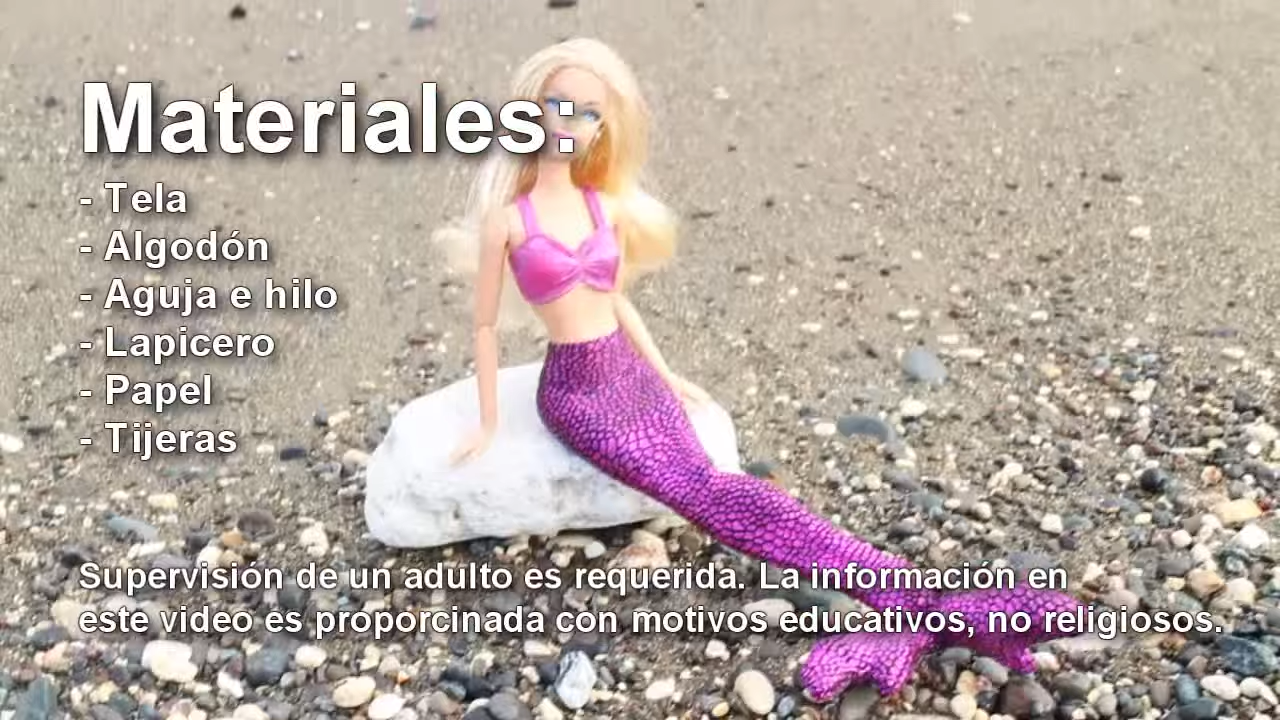 Materiales:
- Tela
- Algodón
- Aguja e hilo
- Lapicero
- Papel
- Tijeras
Supervisión de un adulto es requerida. La información en
este video es proporcinada con motivos educativos, no religiosos.